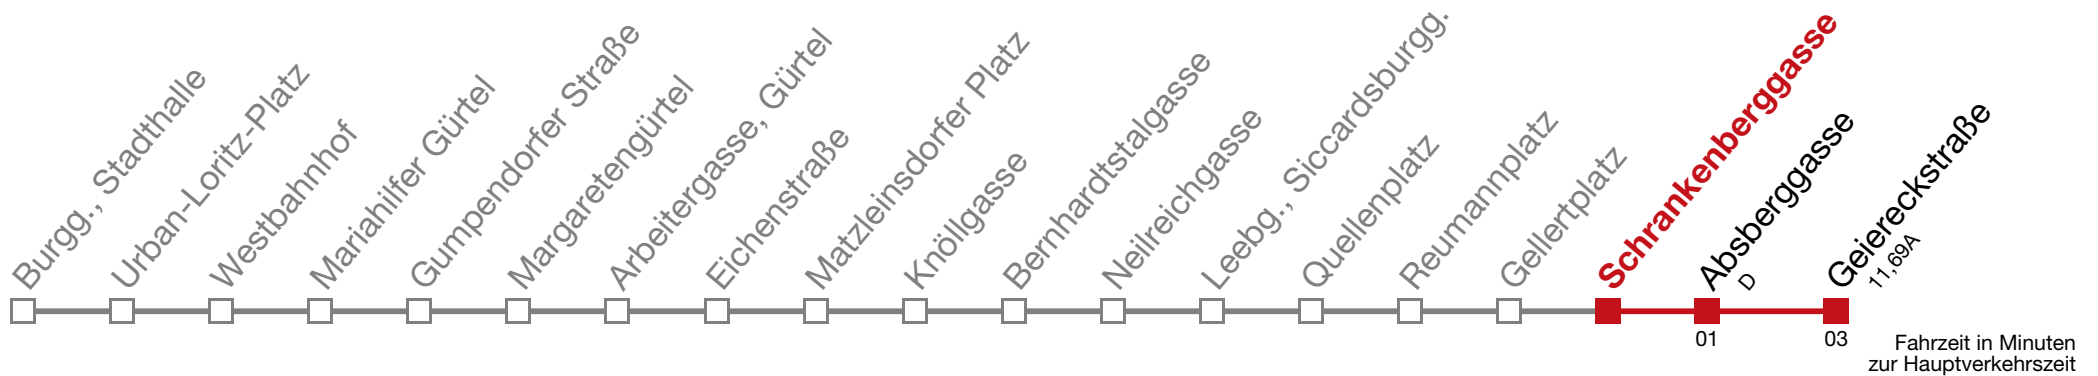 Burgg., Stadthalle
Urban-Loritz-Platz
Westbahnhof
Mariahilfer Gürtel
Gumpendorfer Straße
Margaretengürtel
Arbeitergasse, Gürtel
Eichenstraße
Matzleinsdorfer Platz
Knöllgasse
Bernhardtstalgasse
Neilreichgasse
Leebg., Siccardsburgg.
Quellenplatz
Reumannplatz
Gellertplatz
Schrankenberggasse
Absberggasse
D
Geiereckstraße
11,69A
01
03
Fahrzeit in Minuten
zur Hauptverkehrszeit